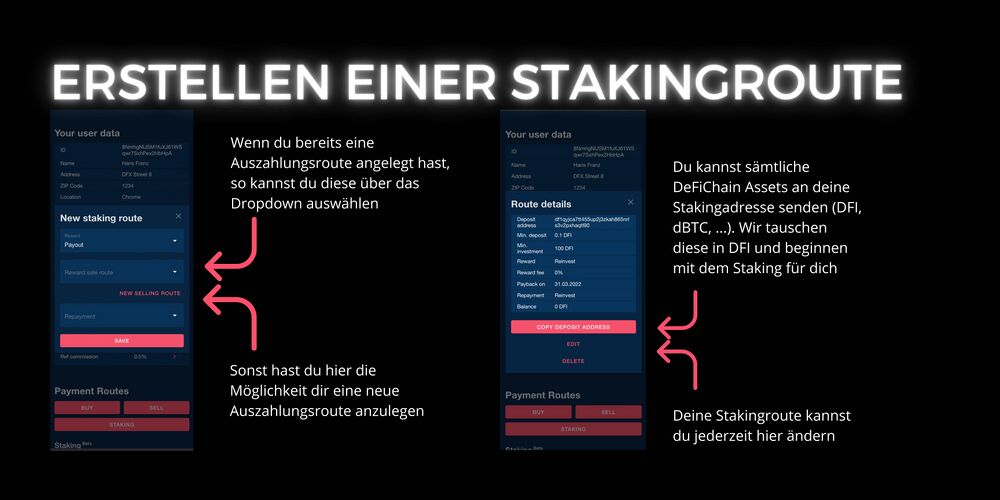 ERSTELLEN EINER STAKINGROUTE
Your user data
ID
Name Hans Franz
Address DFX Street 8
ZIP Code 1234
Location Chrome
New staking route
Reward
Payout
Reward sale route
NEW SELLING ROUTE
Repayment
SAVE
Ref commission 0.5%
Payment Routes
BUY SELL
STAKING
Staking Beta
Wenn du bereits eine
Auszahlungsroute angelegt hast,
so kannst du diese über das
Dropdown auswählen
Sonst hast du hier die
Möglichkeit dir eine neue
Auszahlungsroute anzulegen
Your user data
ID
Name Hans Franz
Address DFX Street 8
ZIP Code 1234
Route details
Deposit
address
Min. deposit 0.1 DFI
Min.
investment 100 DFI
Reward Reinvest
Reward fee 0%
Payback on 31.03.2022
Repayment Reinvest
Balance 0 DFI
COPY DEPOSIT ADDRESS
EDIT
DELETE
Payment Routes
BUY SELL
STAKING
Staking Beta
Du kannst sämtliche
DeFiChain Assets an deine
Stakingadresse senden (DFI,
dBTC, ...). Wir tauschen
diese in DFI und beginnen
mit dem Staking für dich
Deine Stakingroute kannst
du jederzeit hier ändern